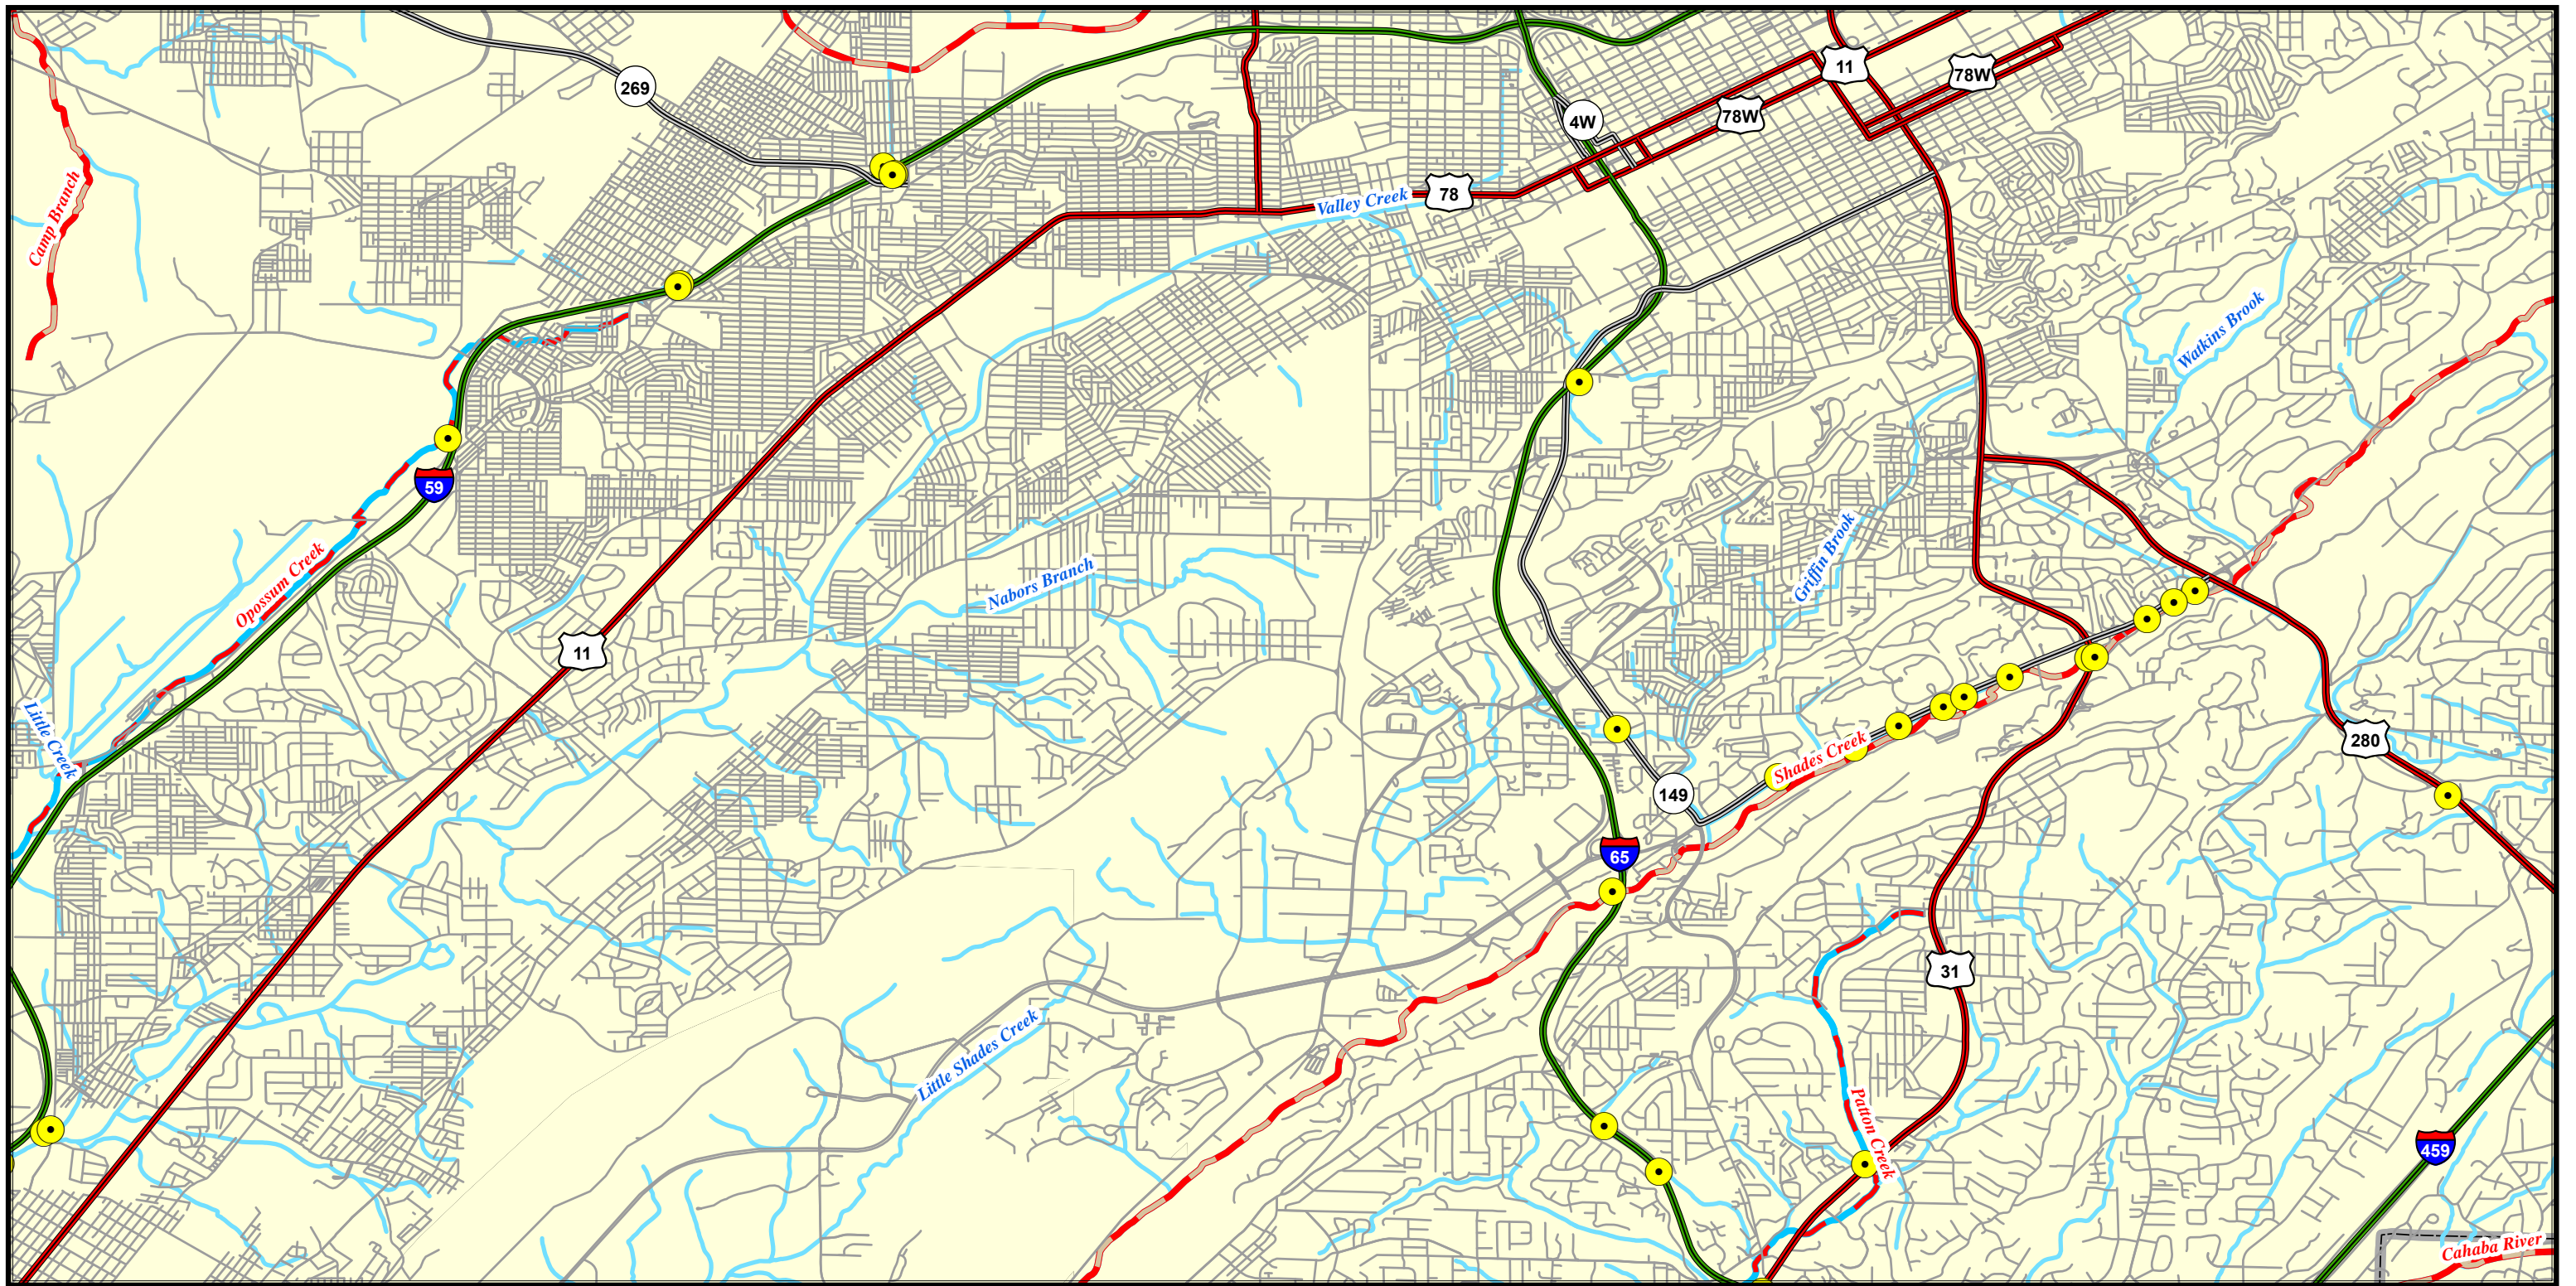 11
78W
269
4W
78W
78
Valley Creek
Camp Branch
Watkins Brook
59
Griffin Brook
Opossum Creek
Nabors Branch
11
Little Creek
280
Shades Creek
149
65
31
Little Shades Creek
Patton Creek
459
Cahaba River